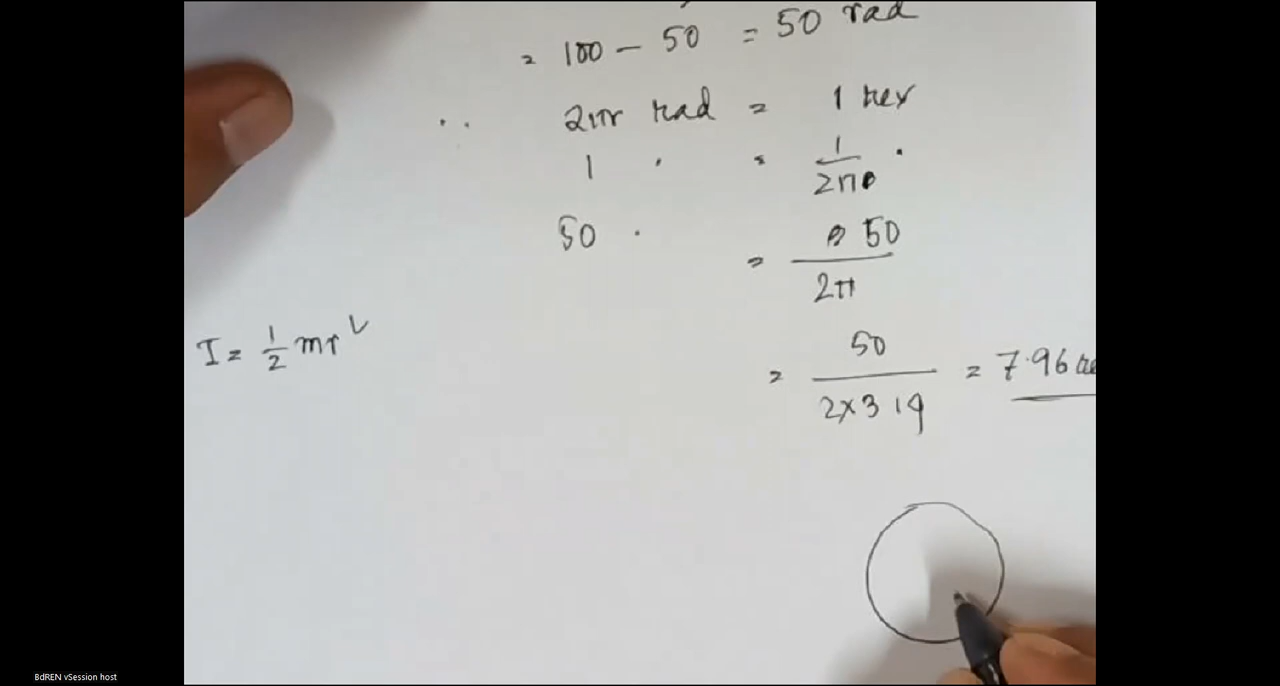 = 100 - 50 = 50 rad
∴ 2π rad = 1 rev
1 " = 1/2π "
50 "
= 50/2π
I = 1/2 mr²
= 50/2×3.14 = 7.96 re
BdREN vSession host